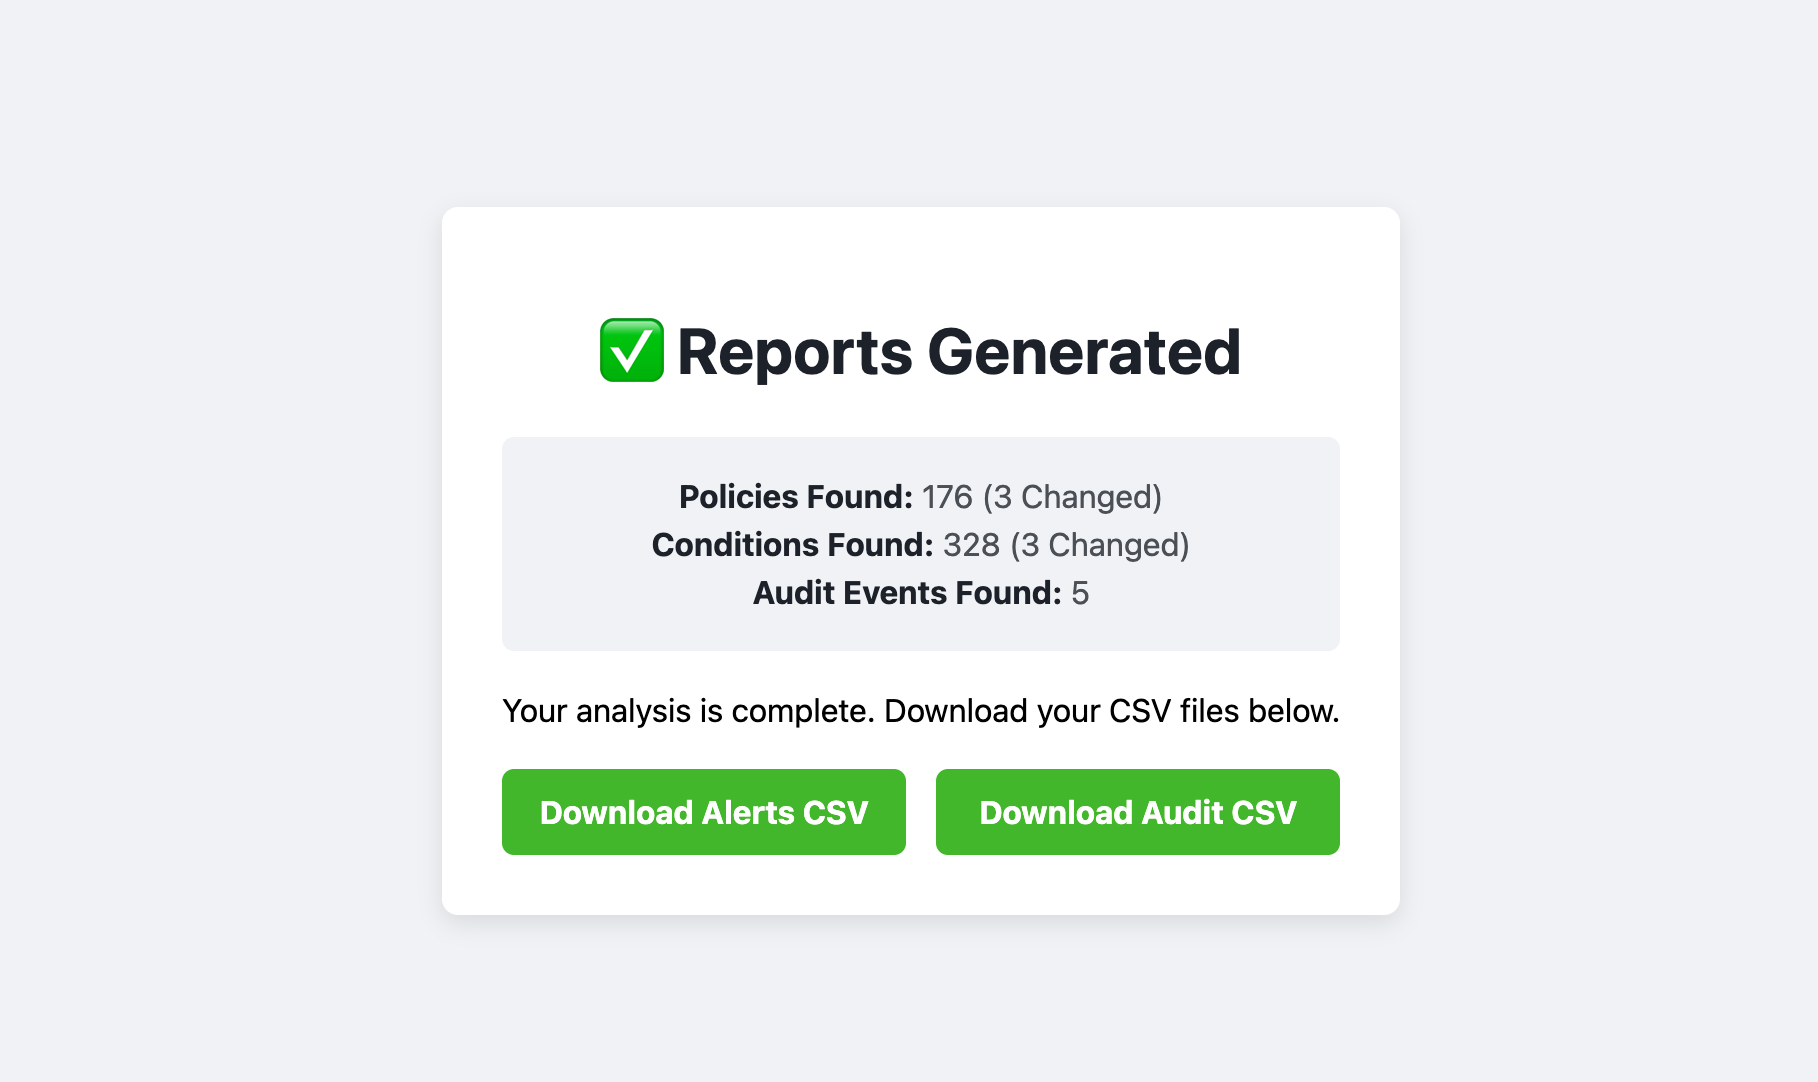 ✅ Reports Generated
Policies Found: 176 (3 Changed)
Conditions Found: 328 (3 Changed)
Audit Events Found: 5
Your analysis is complete. Download your CSV files below.
Download Alerts CSV
Download Audit CSV